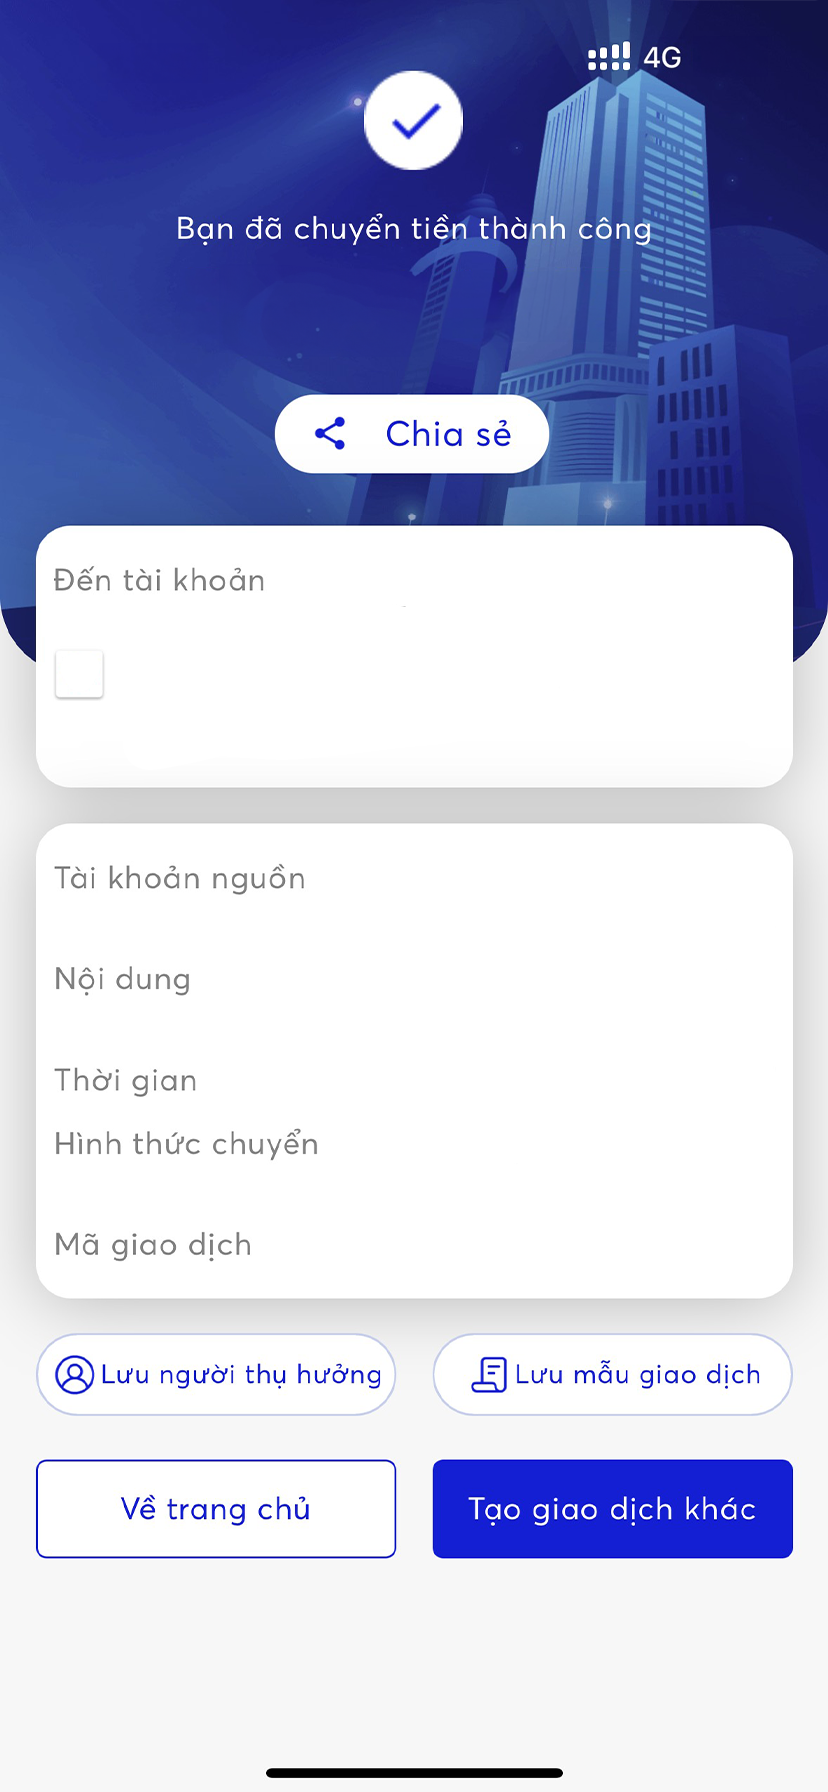 4G
Bạn đã chuyển tiền thành công
Chia sẻ
Đến tài khoản
Tài khoản nguồn
Nội dung
Thời gian
Hình thức chuyển
Mã giao dịch
Lưu người thụ hưởng
Lưu mẫu giao dịch
Về trang chủ
Tạo giao dịch khác